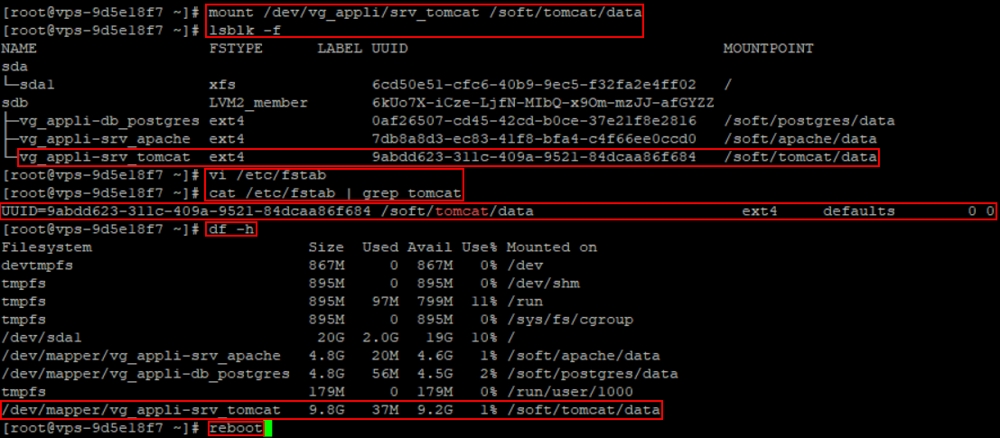 [root@vps-9d5e18f7 ~]# mount /dev/vg_appli/srv_tomcat /soft/tomcat/data
[root@vps-9d5e18f7 ~]# lsblk -f
NAME FSTYPE LABEL UUID MOUNTPOINT
sda
└─sda1 xfs 6cd50e51-cfc6-40b9-9ec5-f32fa2e4ff02 /
sdb LVM2_member 6kUo7X-iCze-LjfN-MIbQ-x9Om-mzJJ-afGYZZ
├─vg_appli-db_postgres ext4 0af26507-cd45-42cd-b0ce-37e21f8e2816 /soft/postgres/data
├─vg_appli-srv_apache ext4 7db8a8d3-ec83-41f8-bfa4-c4f66ee0ccd0 /soft/apache/data
└─vg_appli-srv_tomcat ext4 9abdd623-311c-409a-9521-84dcaa86f684 /soft/tomcat/data
[root@vps-9d5e18f7 ~]# vi /etc/fstab
[root@vps-9d5e18f7 ~]# cat /etc/fstab | grep tomcat
UUID=9abdd623-311c-409a-9521-84dcaa86f684 /soft/tomcat/data ext4 defaults 0 0
[root@vps-9d5e18f7 ~]# df -h
Filesystem Size Used Avail Use% Mounted on
devtmpfs 867M 0 867M 0% /dev
tmpfs 895M 0 895M 0% /dev/shm
tmpfs 895M 97M 799M 11% /run
tmpfs 895M 0 895M 0% /sys/fs/cgroup
/dev/sda1 20G 2.0G 19G 10% /
/dev/mapper/vg_appli-srv_apache 4.8G 20M 4.6G 1% /soft/apache/data
/dev/mapper/vg_appli-db_postgres 4.8G 56M 4.5G 2% /soft/postgres/data
tmpfs 179M 0 179M 0% /run/user/1000
/dev/mapper/vg_appli-srv_tomcat 9.8G 37M 9.2G 1% /soft/tomcat/data
[root@vps-9d5e18f7 ~]# reboot